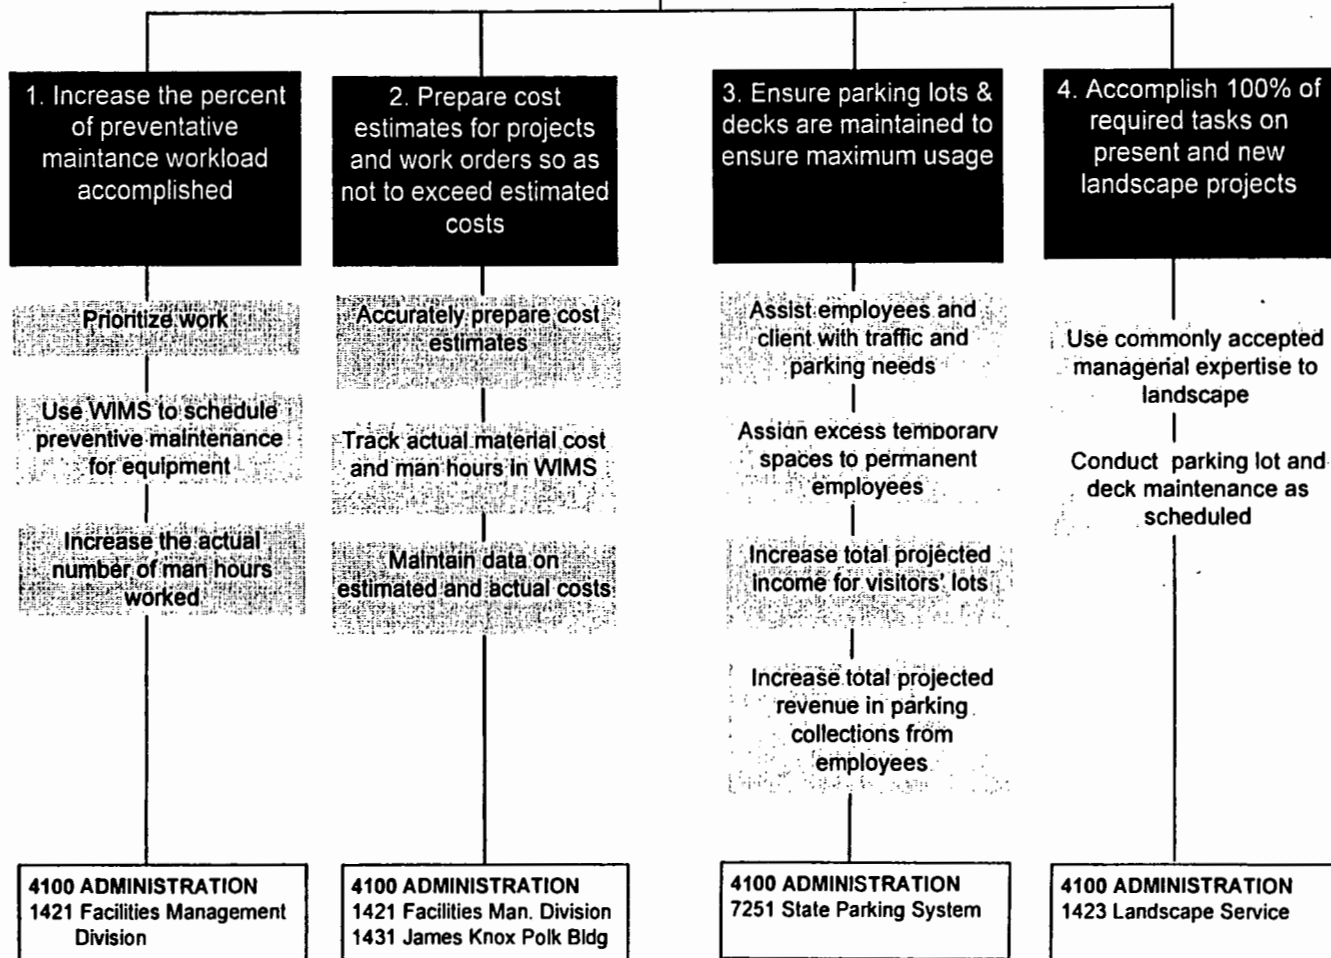 1. Increase the percent
of preventative
maintance workload
accomplished
Prioritize work
Use WIMS to schedule
preventive maintenance
for equipment
Increase the actual
number of man hours
worked
4100 ADMINISTRATION
1421 Facilities Management
Division
2. Prepare cost
estimates for projects
and work orders so as
not to exceed estimated
costs
Accurately prepare cost
estimates
Track actual material cost
and man hours in WIMS
Maintain data on
estimated and actual costs
4100 ADMINISTRATION
1421 Facilities Man. Division
1431 James Knox Polk Bldg
3. Ensure parking lots &
decks are maintained to
ensure maximum usage
Assist employees and
client with traffic and
parking needs
Assign excess temporary
spaces to permanent
employees
Increase total projected
income for visitors' lots
Increase total projected
revenue in parking
collections from
employees
4100 ADMINISTRATION
7251 State Parking System
4. Accomplish 100% of
required tasks on
present and new
landscape projects
Use commonly accepted
managerial expertise to
landscape
Conduct parking lot and
deck maintenance as
scheduled
4100 ADMINISTRATION
1423 Landscape Service